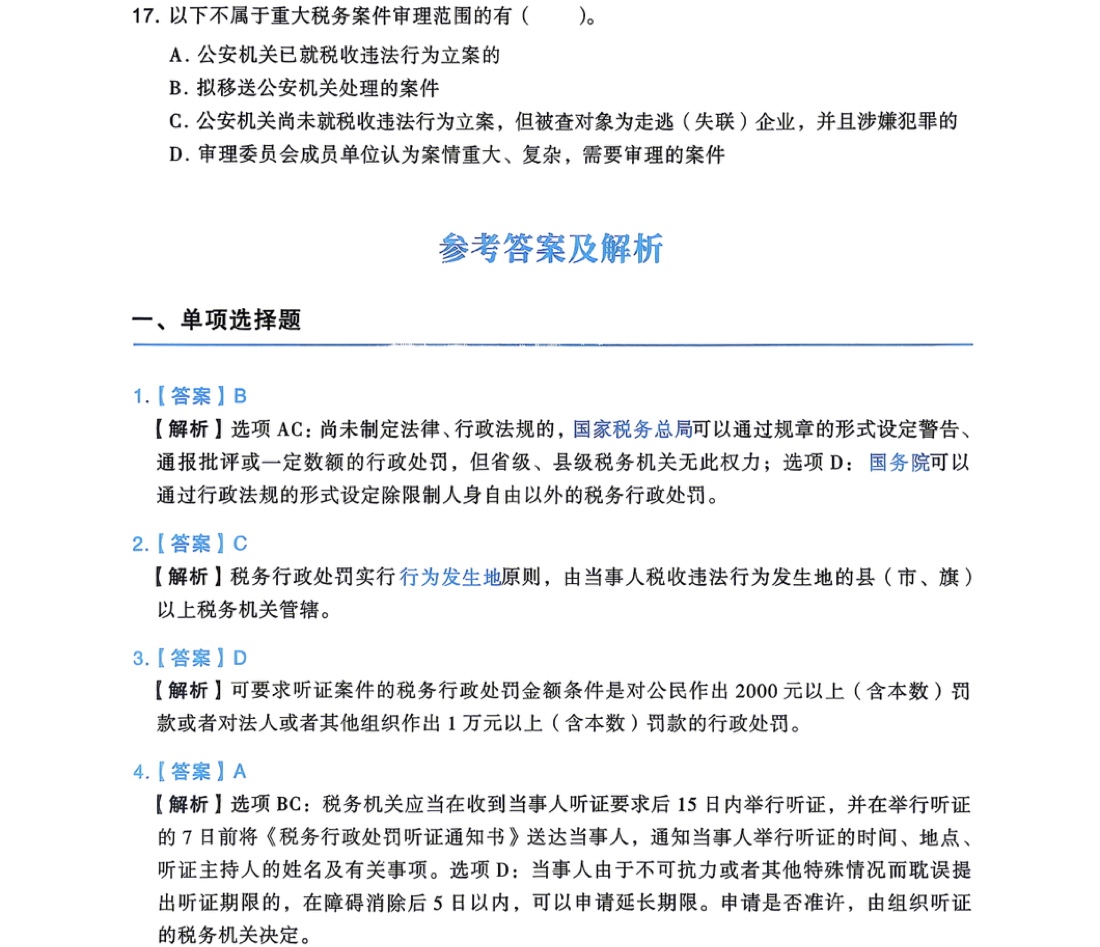 17. 以下不属于重大税务案件审理范围的有（  ）。
A. 公安机关已就税收违法行为立案的
B. 拟移送公安机关处理的案件
C. 公安机关尚未就税收违法行为立案，但被查对象为走逃（失联）企业，并且涉嫌犯罪的
D. 审理委员会成员单位认为案情重大、复杂，需要审理的案件
参考答案及解析
一、单项选择题
1.【答案】B
【解析】选项 AC：尚未制定法律、行政法规的，国家税务总局可以通过规章的形式设定警告、
通报批评或一定数额的行政处罚，但省级、县级税务机关无此权力；选项 D：国务院可以
通过行政法规的形式设定除限制人身自由以外的税务行政处罚。
2.【答案】C
【解析】税务行政处罚实行行为发生地原则，由当事人税收违法行为发生地的县（市、旗）
以上税务机关管辖。
3.【答案】D
【解析】可要求听证案件的税务行政处罚金额条件是对公民作出 2000 元以上（含本数）罚
款或者对法人或者其他组织作出 1 万元以上（含本数）罚款的行政处罚。
4.【答案】A
【解析】选项 BC：税务机关应当在收到当事人听证要求后 15 日内举行听证，并在举行听证
的 7 日前将《税务行政处罚听证通知书》送达当事人，通知当事人举行听证的时间、地点、
听证主持人的姓名及有关事项。选项 D：当事人由于不可抗力或者其他特殊情况而耽误提
出听证期限的，在障碍消除后 5 日以内，可以申请延长期限。申请是否准许，由组织听证
的税务机关决定。